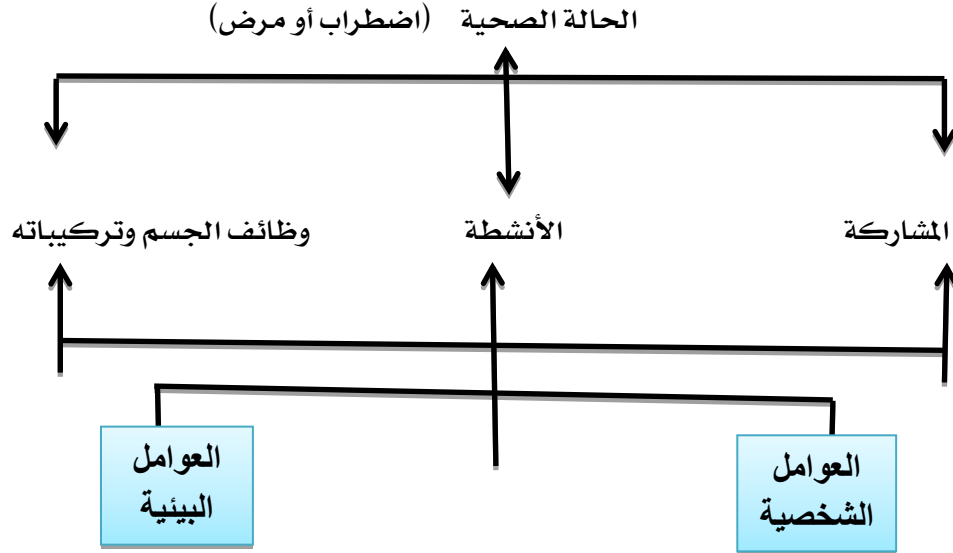 الحالة الصحية (اضطراب أو مرض)
المشاركة
الأنشطة
وظائف الجسم وتركيباته
العوامل
الشخصية
العوامل
البيئية